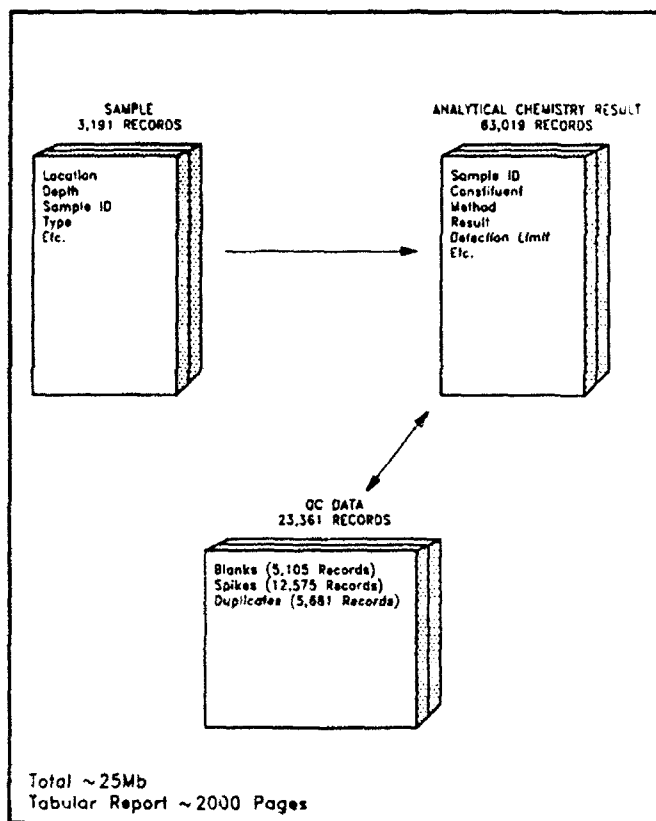 SAMPLE
3,191 RECORDS
Location
Depth
Sample ID
Type
Etc.
ANALYTICAL CHEMISTRY RESULT
63,019 RECORDS
Sample ID
Constituent
Method
Result
Detection Limit
Etc.
QC DATA
23,361 RECORDS
Blanks (5,105 Records)
Spikes (12,575 Records)
Duplicates (5,681 Records)
Total ~25Mb
Tabular Report ~2000 Pages